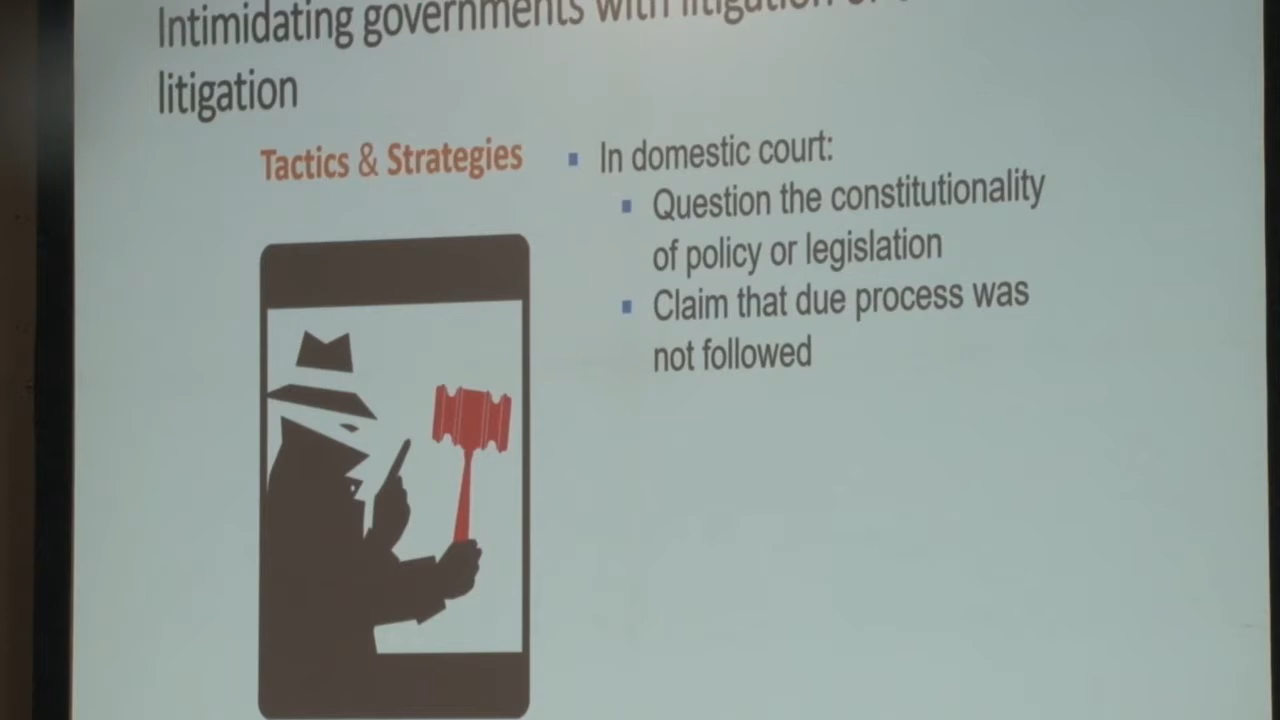 Intimidating governments with litigation
litigation
Tactics & Strategies
In domestic court:
Question the constitutionality
of policy or legislation
Claim that due process was
not followed